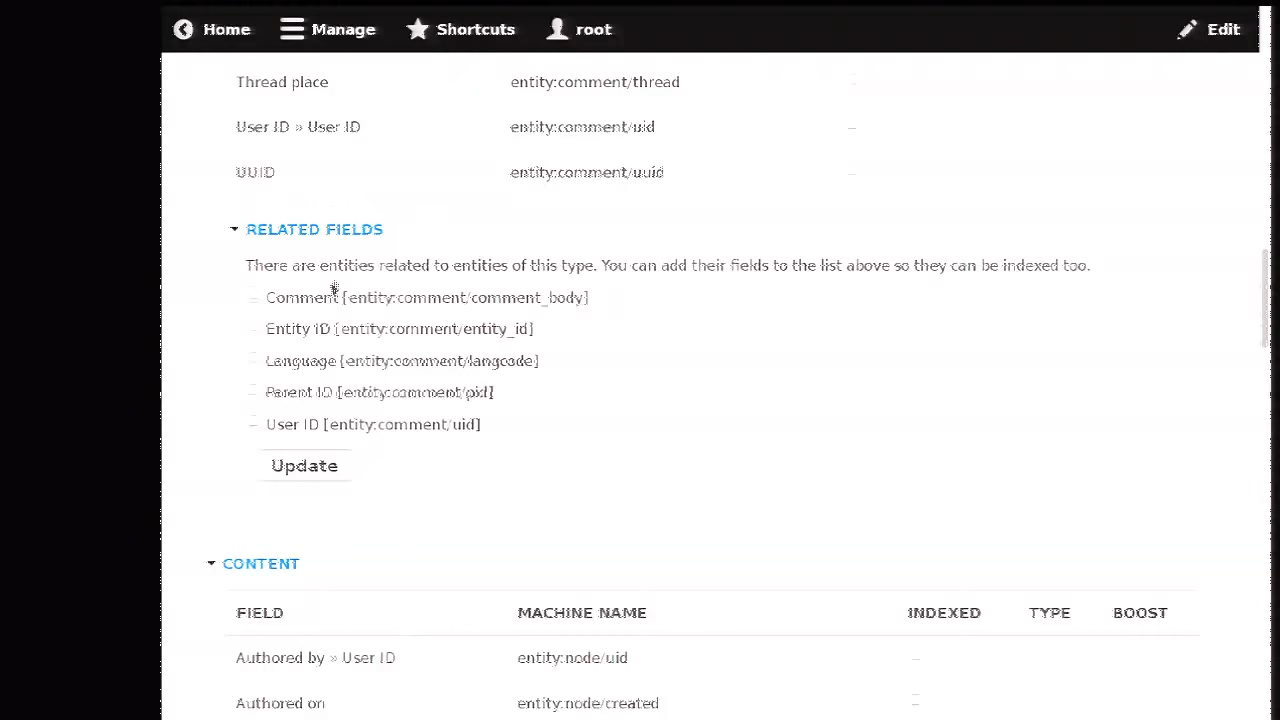 Home Manage Shortcuts root Edit
Thread place entity:comment/thread
User ID » User ID entity:comment/uid
UUID entity:comment/uuid
RELATED FIELDS
There are entities related to entities of this type. You can add their fields to the list above so they can be indexed too.
Comment [entity:comment/comment_body]
Entity ID [entity:comment/entity_id]
Language [entity:comment/langcode]
Parent ID [entity:comment/pid]
User ID [entity:comment/uid]
Update
CONTENT
FIELD MACHINE NAME INDEXED TYPE BOOST
Authored by » User ID entity:node/uid
Authored on entity:node/created